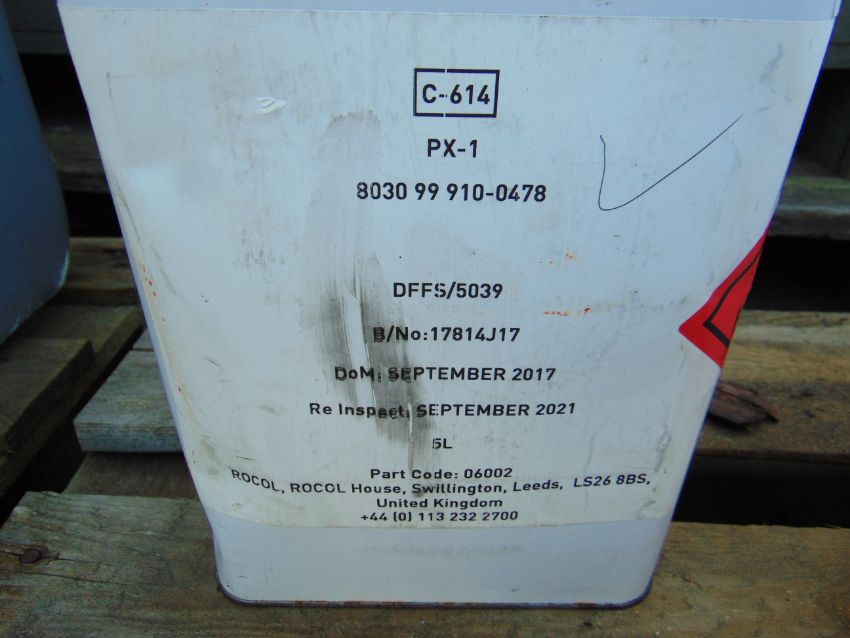 C-614
PX-1
8030 99 910-0478
DFFS/5039
B/No:17814J17
DoM: SEPTEMBER 2017
Re Inspect: SEPTEMBER 2021
5L
Part Code: 06002
ROCOL, ROCOL House, Swillington, Leeds, LS26 8BS,
United Kingdom
+44 (0) 113 232 2700